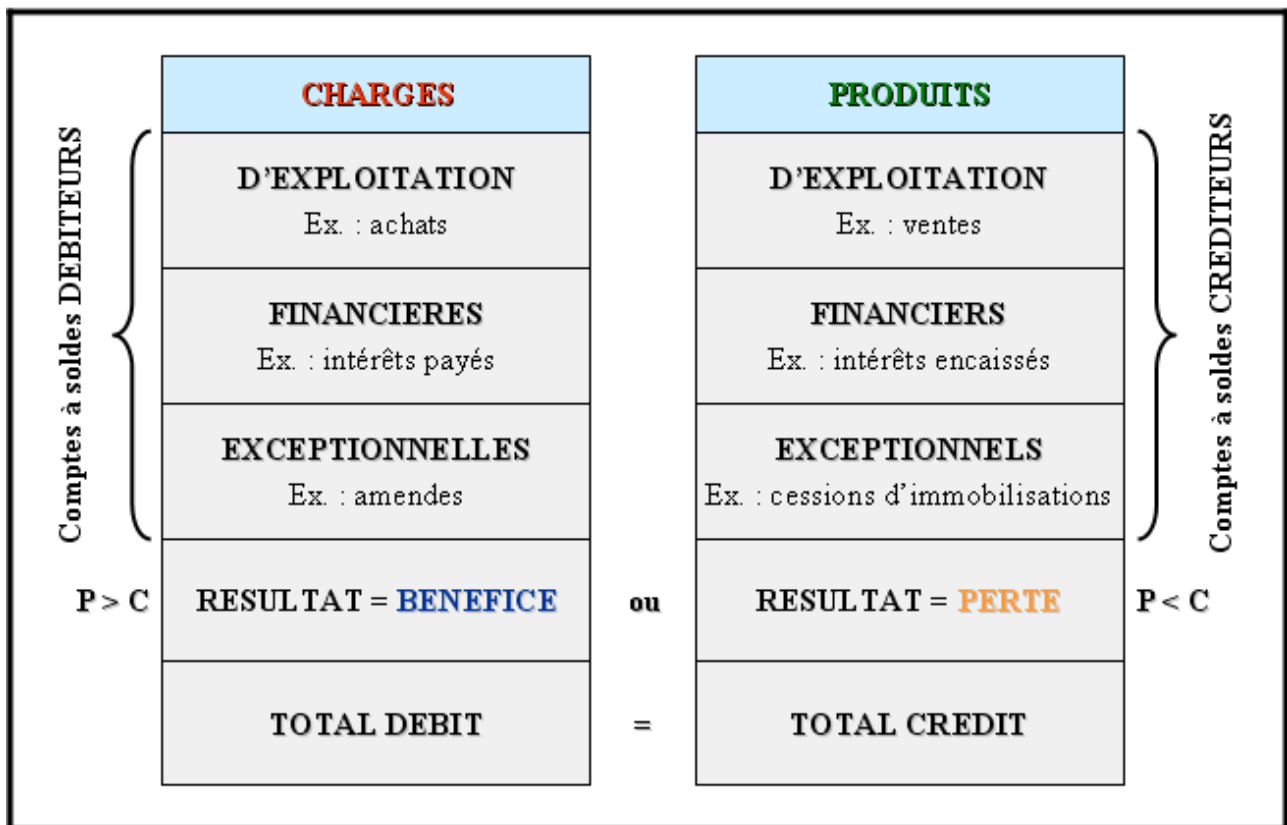 CHARGES
PRODUITS
Comptes à soldes DEBITEURS
D'EXPLOITATION
Ex. : achats
D'EXPLOITATION
Ex. : ventes
Comptes à soldes CREDITEURS
FINANCIERES
Ex. : intérêts payés
FINANCIERS
Ex. : intérêts encaissés
EXCEPTIONNELLES
Ex. : amendes
EXCEPTIONNELS
Ex. : cessions d'immobilisations
P > C
RESULTAT = BENEFICE
ou
RESULTAT = PERTE
P < C
TOTAL DEBIT
=
TOTAL CREDIT